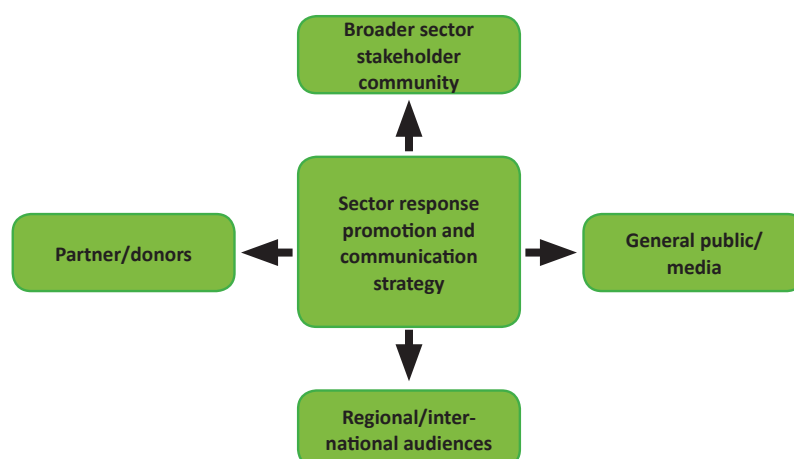 Broader sector
stakeholder
community
Sector response
promotion and
communication
strategy
Partner/donors
General public/
media
Regional/inter-
national audiences